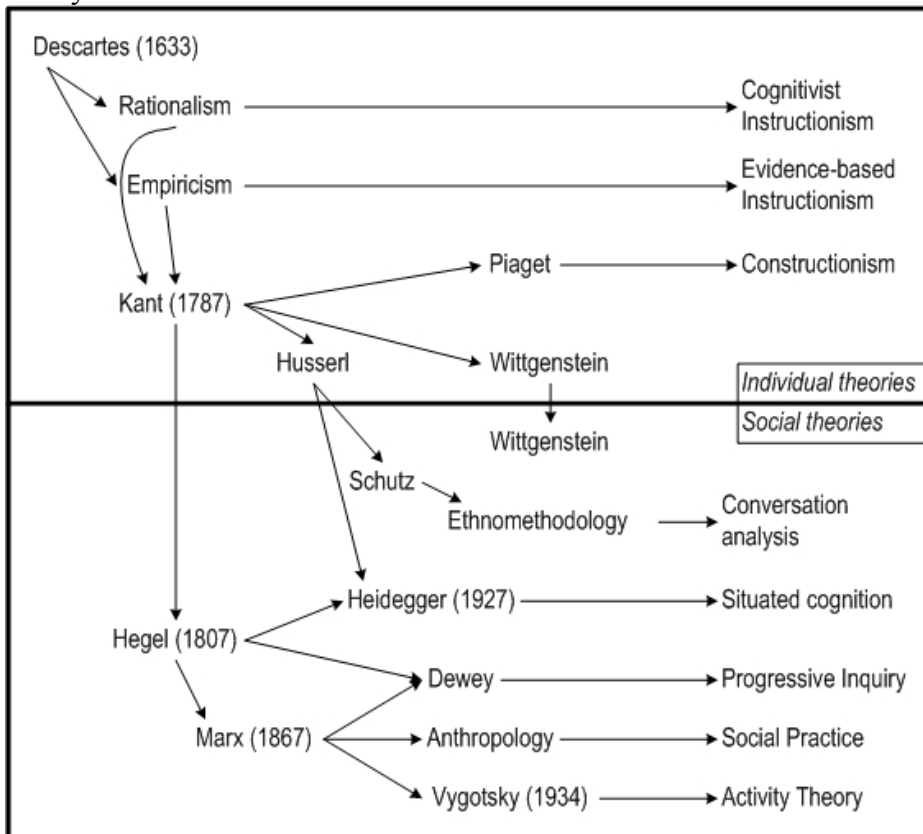 Descartes (1633)
Rationalism
Cognitivist
Instructionism
Empiricism
Evidence-based
Instructionism
Piaget
Constructionism
Kant (1787)
Husserl
Wittgenstein
Individual theories
Social theories
Wittgenstein
Schutz
Ethnomethodology
Conversation
analysis
Heidegger (1927)
Situated cognition
Hegel (1807)
Dewey
Progressive Inquiry
Marx (1867)
Anthropology
Social Practice
Vygotsky (1934)
Activity Theory